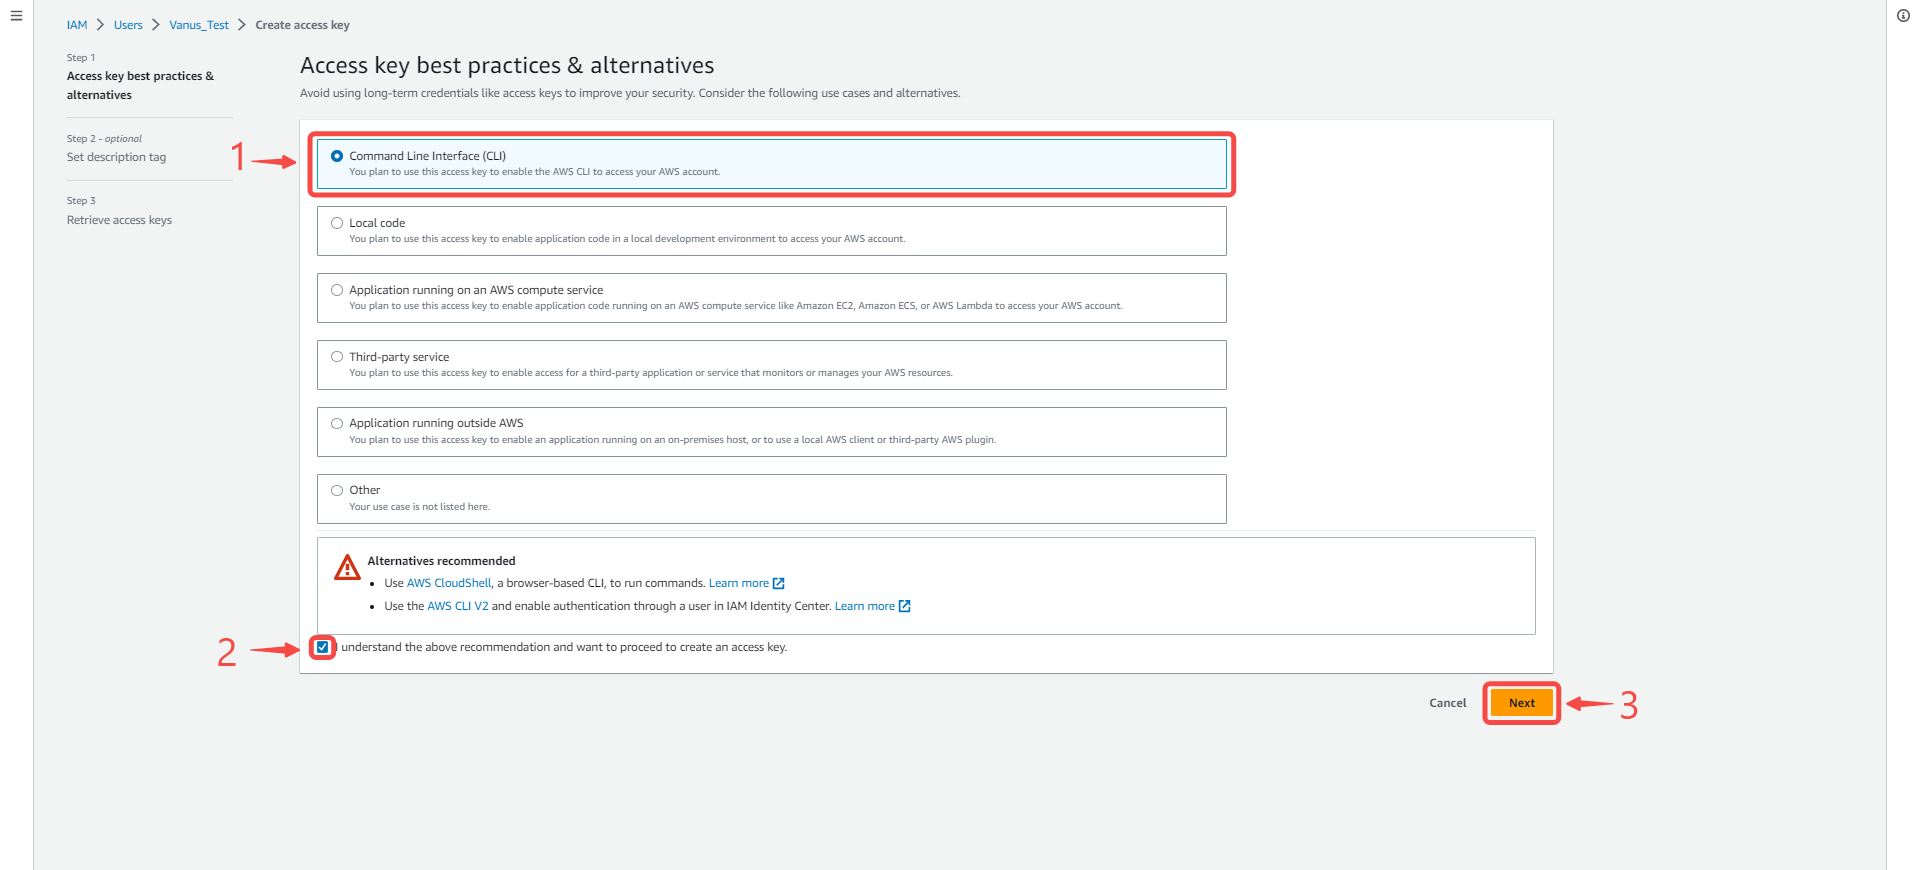 IAM > Users > Vanus_Test > Create access key
Step 1
Access key best practices &
alternatives
Step 2 - optional
Set description tag
Step 3
Retrieve access keys
Access key best practices & alternatives
Avoid using long-term credentials like access keys to improve your security. Consider the following use cases and alternatives.
1
Command Line Interface (CLI)
You plan to use this access key to enable the AWS CLI to access your AWS account.
Local code
You plan to use this access key to enable application code in a local development environment to access your AWS account.
Application running on an AWS compute service
You plan to use this access key to enable application code running on an AWS compute service like Amazon EC2, Amazon ECS, or AWS Lambda to access your AWS account.
Third-party service
You plan to use this access key to enable access for a third-party application or service that monitors or manages your AWS resources.
Application running outside AWS
You plan to use this access key to enable an application running on an on-premises host, or to use a local AWS client or third-party AWS plugin.
Other
Your use case is not listed here.
Alternatives recommended
• Use AWS CloudShell, a browser-based CLI, to run commands. Learn more
• Use the AWS CLI V2 and enable authentication through a user in IAM Identity Center. Learn more
2
I understand the above recommendation and want to proceed to create an access key.
Cancel
Next
3